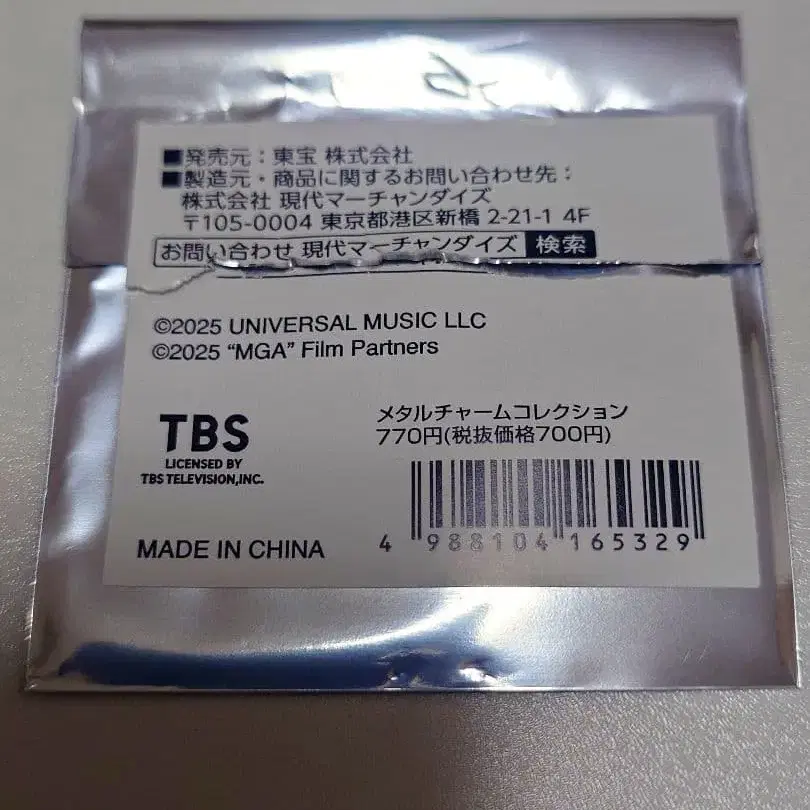 ■発売元：東宝 株式会社
■製造元・商品に関するお問い合わせ先：
株式会社 現代マーチャンダイズ
〒105-0004 東京都港区新橋 2-21-1 4F
お問い合わせ 現代マーチャンダイズ 検索
©2025 UNIVERSAL MUSIC LLC
©2025 “MGA” Film Partners
TBS
LICENSED BY
TBS TELEVISION,INC.
メタルチャームコレクション
770円(税抜価格700円)
4 988104 165329
MADE IN CHINA